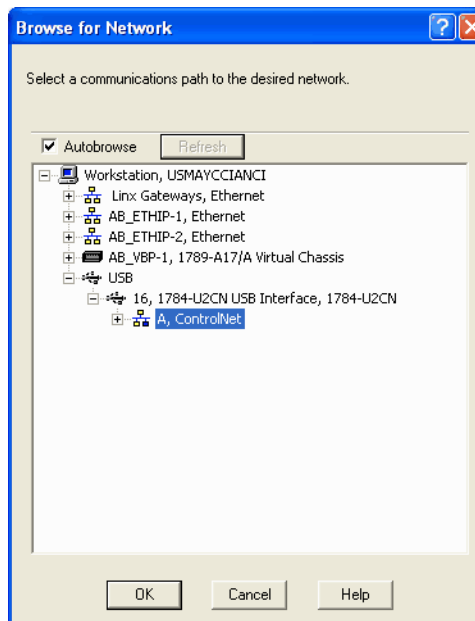 Browse for Network
Select a communications path to the desired network.
Autobrowse
Refresh
Workstation, USMAYCCIANCI
Linx Gateways, Ethernet
AB_ETHIP-1, Ethernet
AB_ETHIP-2, Ethernet
AB_VBP-1, 1789-A17/A Virtual Chassis
USB
16, 1784-U2CN USB Interface, 1784-U2CN
A, ControlNet
OK
Cancel
Help